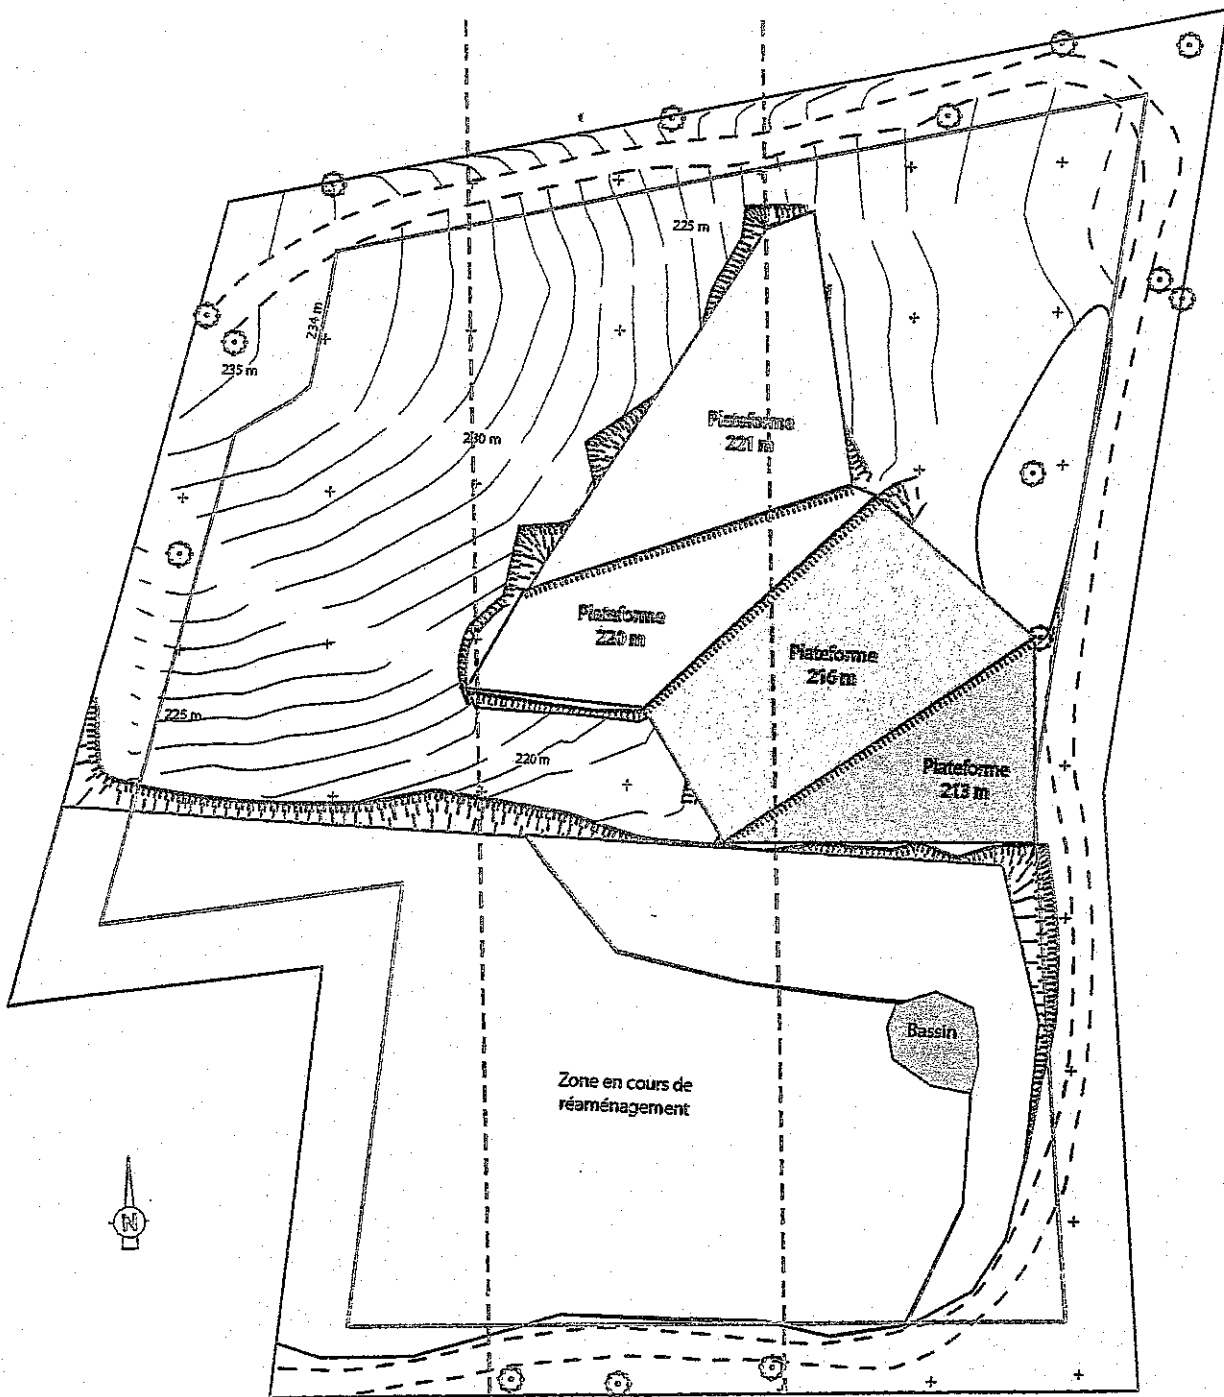 225 m
234 m
235 m
Plateforme
221 m
230 m
Plateforme
220 m
Plateforme
216 m
225 m
220 m
Plateforme
213 m
Bassin
Zone en cours de
réaménagement
N